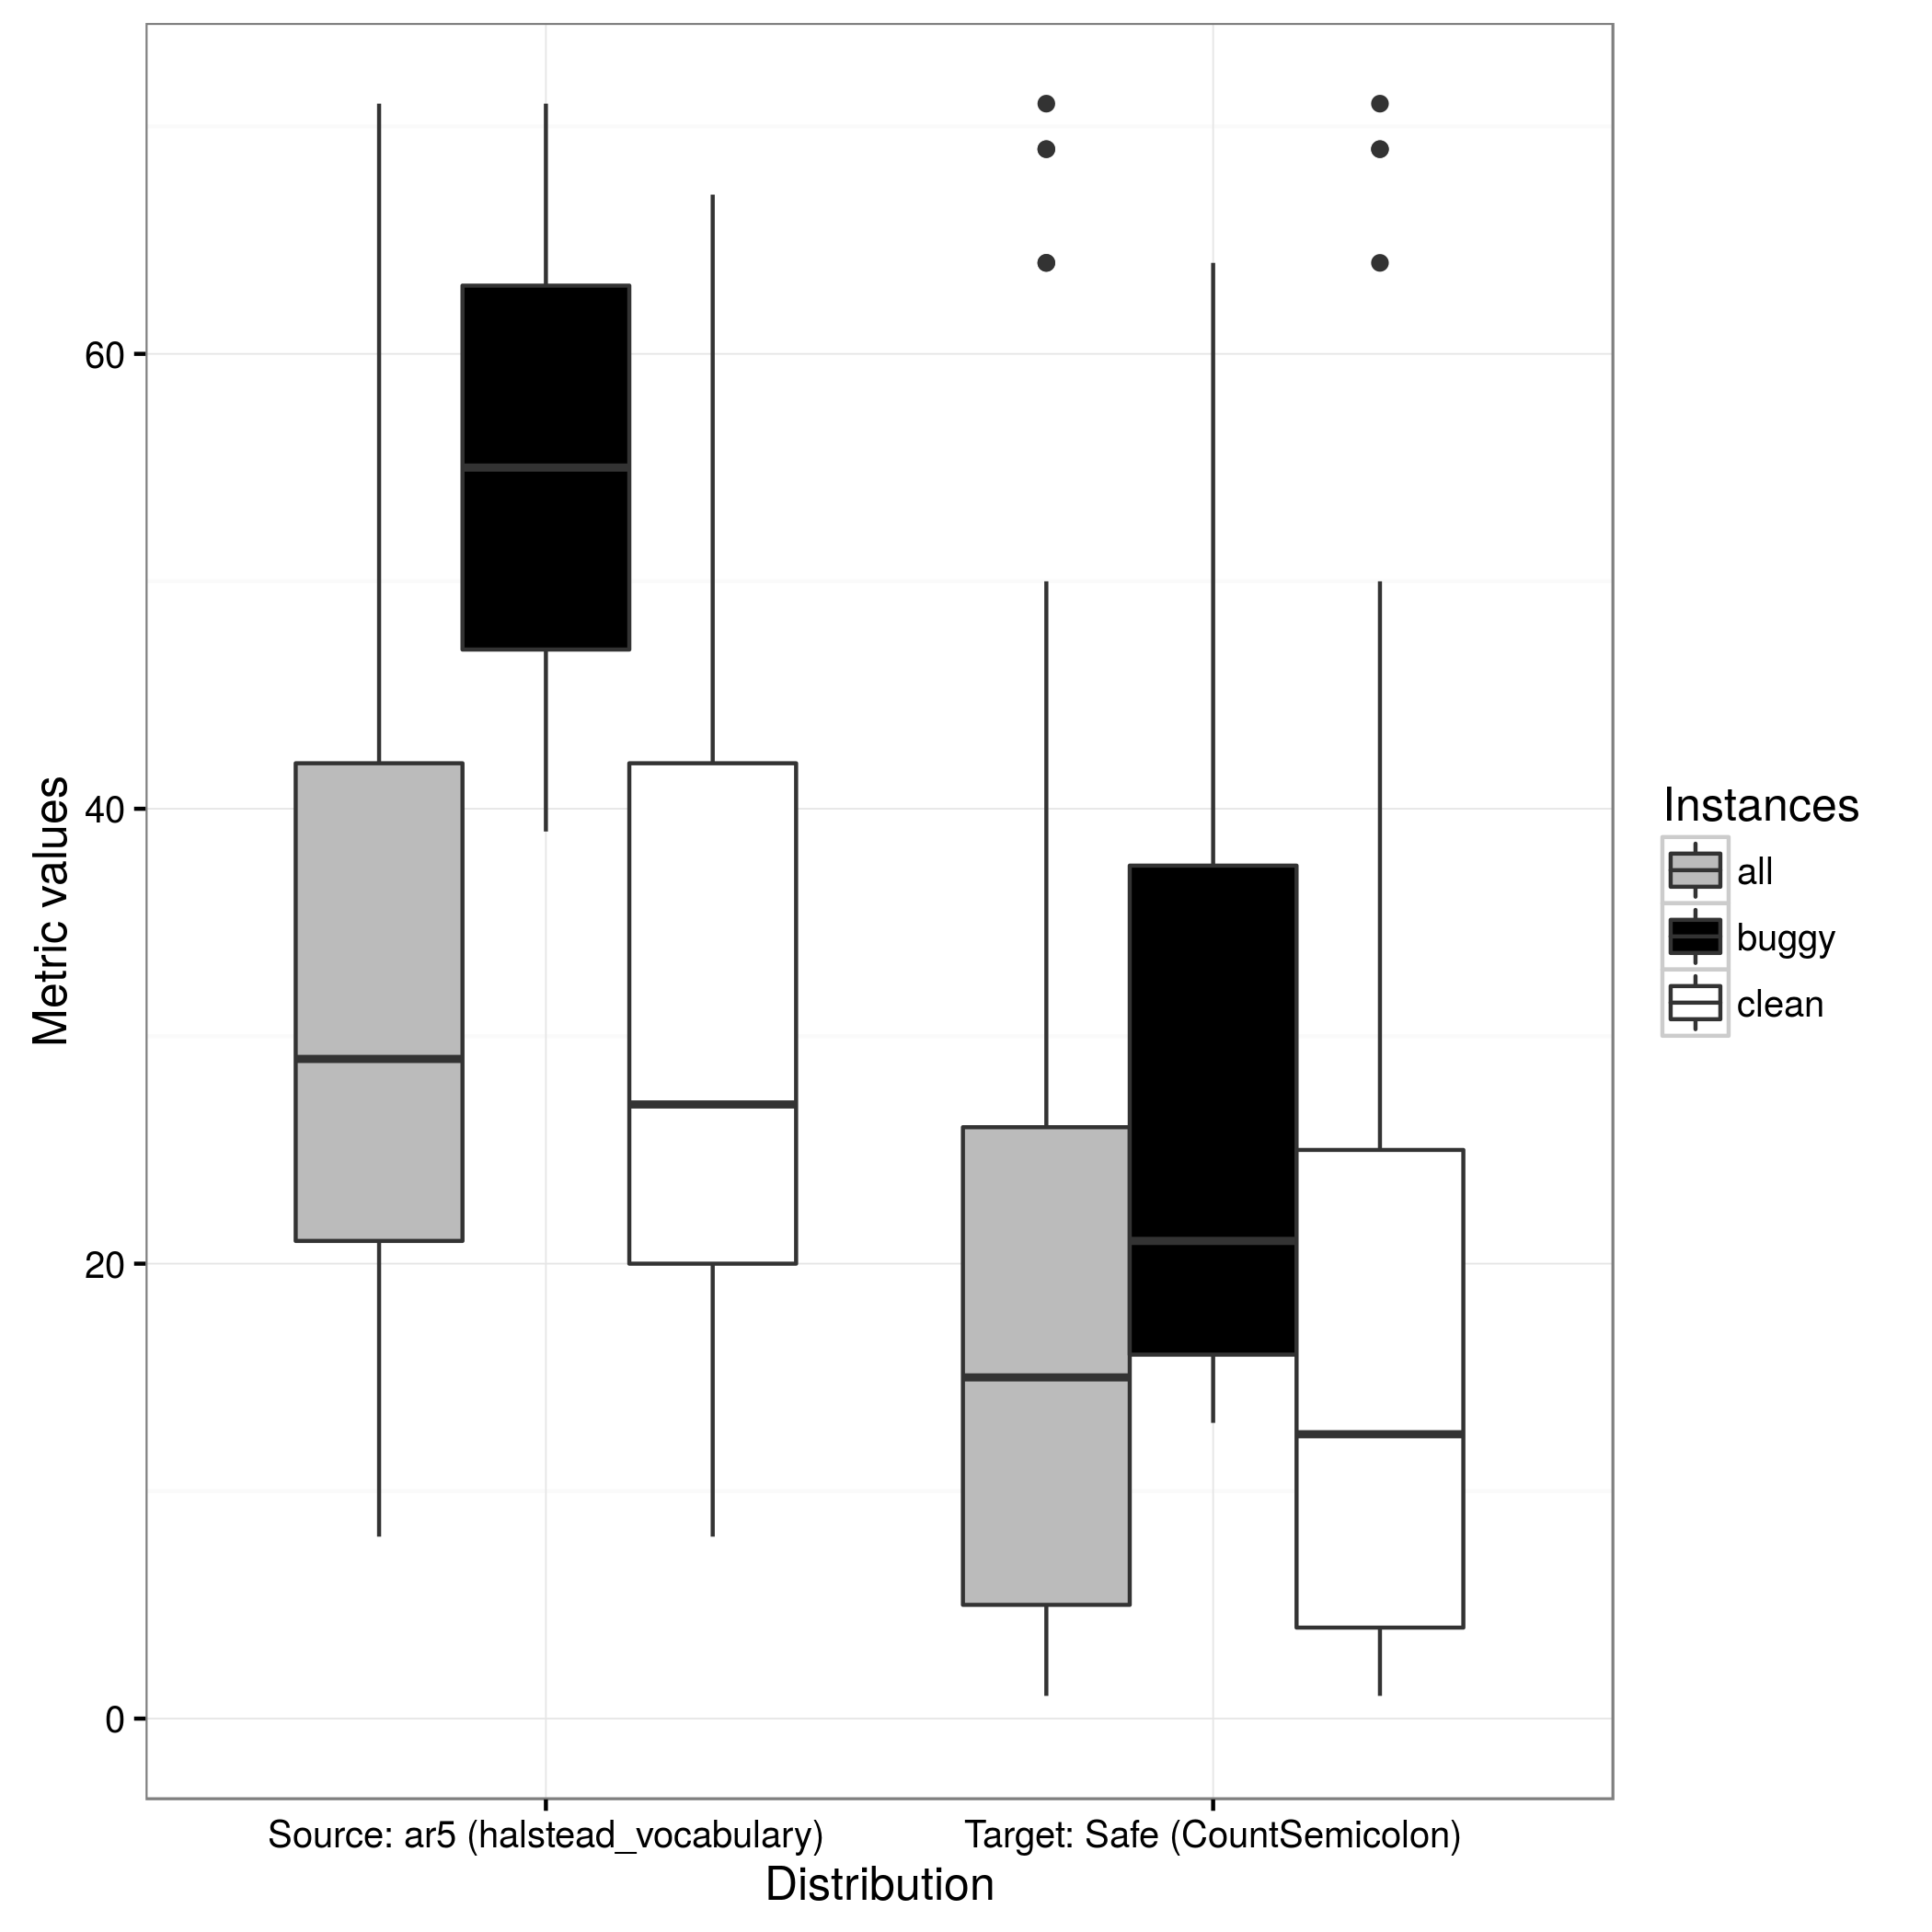 Metric values
60
40
20
0
Source: ar5 (halstead_vocabulary)
Target: Safe (CountSemicolon)
Distribution
Instances
all
buggy
clean